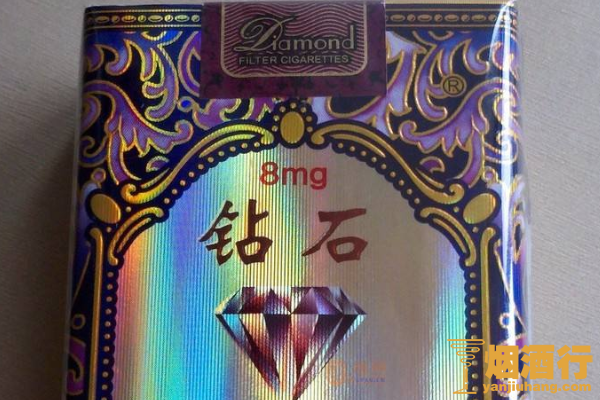 Diamond
FILTER CIGARETTES
®
8mg
钻石
烟酒行
yanjiuhang.com